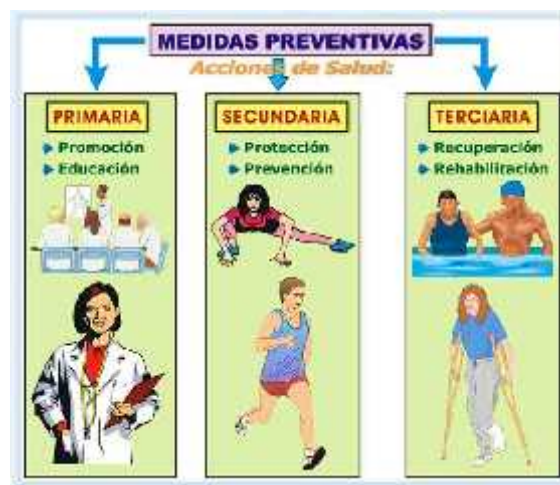 MEDIDAS PREVENTIVAS
Acciones de Salud:
PRIMARIA
Promoción
Educación
SECUNDARIA
Protección
Prevención
TERCIARIA
Recuperación
Rehabilitación